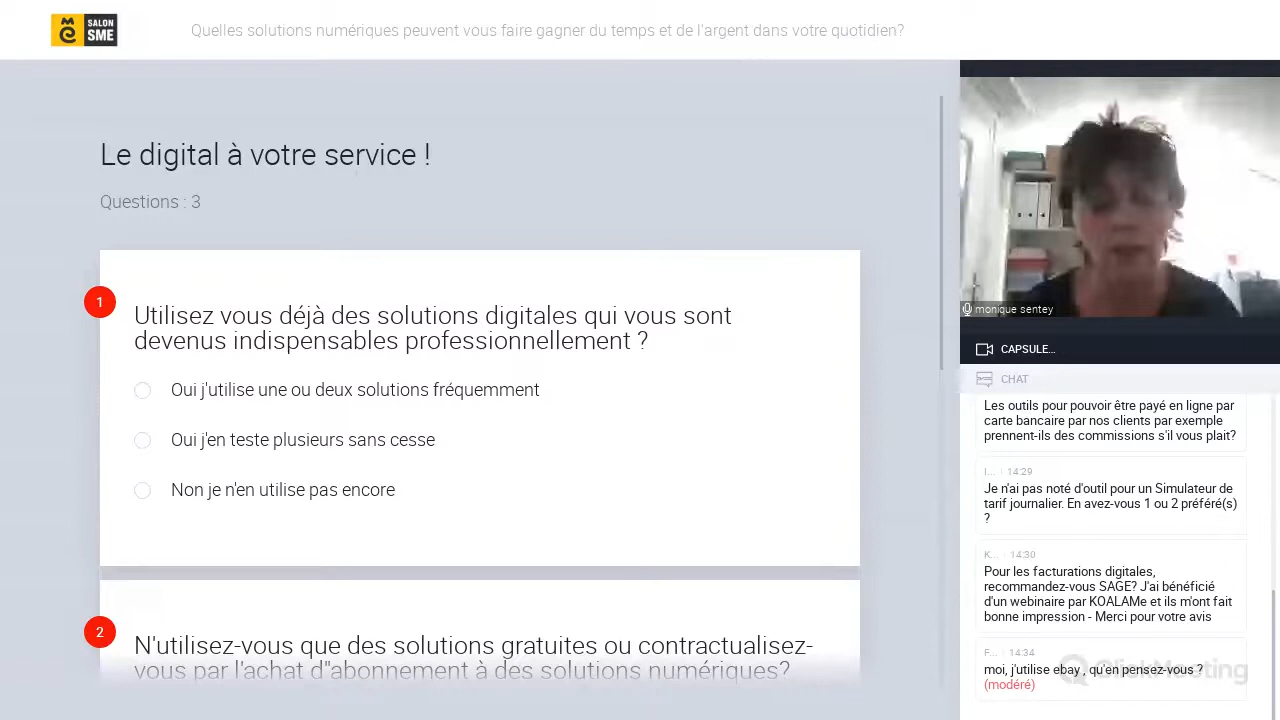 SALON
SME
Quelles solutions numériques peuvent vous faire gagner du temps et de l'argent dans votre quotidien?
Le digital à votre service !
Questions : 3
1
Utilisez vous déjà des solutions digitales qui vous sont
devenus indispensables professionnellement ?
Oui j'utilise une ou deux solutions fréquemment
Oui j'en teste plusieurs sans cesse
Non je n'en utilise pas encore
2
N'utilisez-vous que des solutions gratuites ou contractualisez-
vous par l'achat d"abonnement à des solutions numériques?
monique sentey
CAPSULE...
CHAT
Les outils pour pouvoir être payé en ligne par
carte bancaire par nos clients par exemple
prennent-ils des commissions s'il vous plait?
I... 14:29
Je n'ai pas noté d'outil pour un Simulateur de
tarif journalier. En avez-vous 1 ou 2 préféré(s)
?
K... 14:30
Pour les facturations digitales,
recommandez-vous SAGE? J'ai bénéficié
d'un webinaire par KOALAMe et ils m'ont fait
bonne impression - Merci pour votre avis
F... 14:34
moi, j'utilise ebay , qu'en pensez-vous ?
(modéré)
ClickMeeting